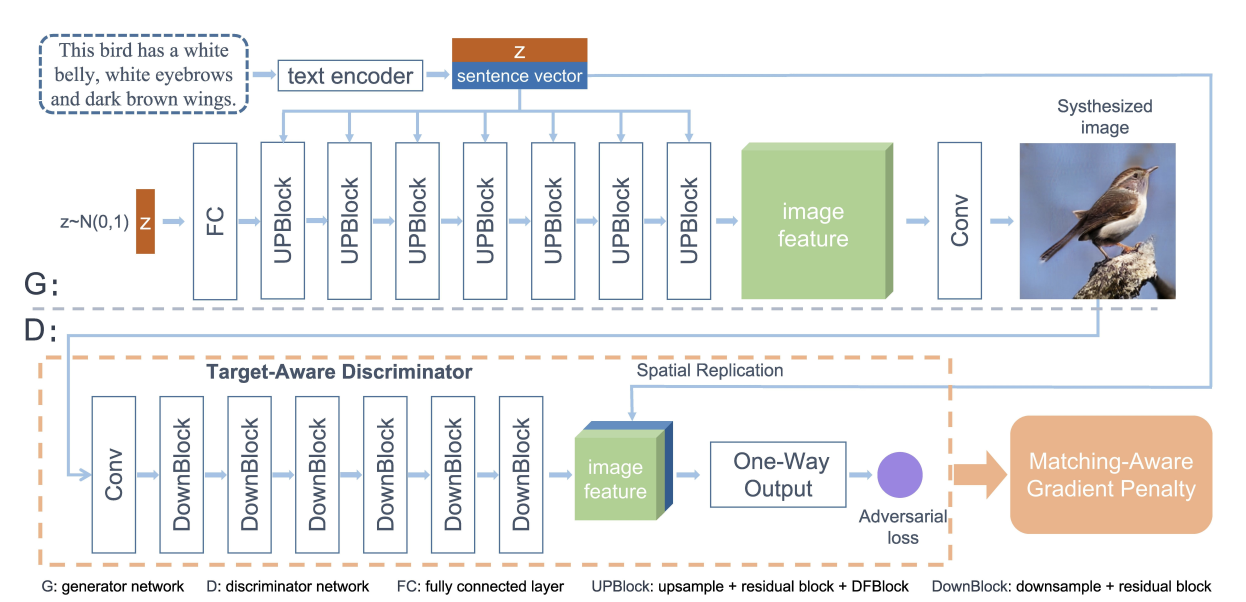 This bird has a white
belly, white eyebrows
and dark brown wings.
text encoder
z
sentence vector
Systhesized
image
z~N(0,1)
z
FC
UPBlock
UPBlock
UPBlock
UPBlock
UPBlock
UPBlock
UPBlock
image
feature
Conv
G:
D:
Target-Aware Discriminator
Spatial Replication
Conv
DownBlock
DownBlock
DownBlock
DownBlock
DownBlock
DownBlock
image
feature
One-Way
Output
Adversarial
loss
Matching-Aware
Gradient Penalty
G: generator network D: discriminator network FC: fully connected layer UPBlock: upsample + residual block + DFBlock DownBlock: downsample + residual block